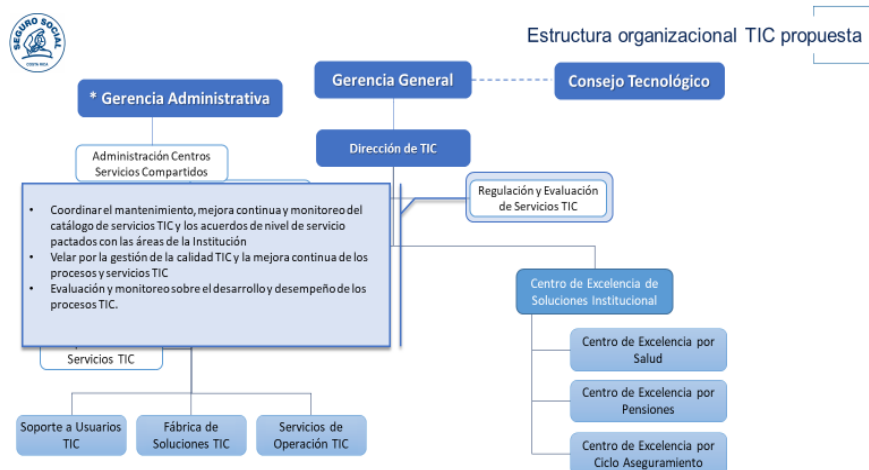 SEGURO SOCIAL
COSTA RICA
Estructura organizacional TIC propuesta
* Gerencia Administrativa
Gerencia General
Consejo Tecnológico
Dirección de TIC
Administración Centros
Servicios Compartidos
Regulación y Evaluación
de Servicios TIC
• Coordinar el mantenimiento, mejora continua y monitoreo del
catálogo de servicios TIC y los acuerdos de nivel de servicio
pactados con las áreas de la Institución
• Velar por la gestión de la calidad TIC y la mejora continua de los
procesos y servicios TIC
• Evaluación y monitoreo sobre el desarrollo y desempeño de los
procesos TIC.
Servicios TIC
Centro de Excelencia de
Soluciones Institucional
Centro de Excelencia por
Salud
Centro de Excelencia por
Pensiones
Centro de Excelencia por
Ciclo Aseguramiento
Soporte a Usuarios
TIC
Fábrica de
Soluciones TIC
Servicios de
Operación TIC